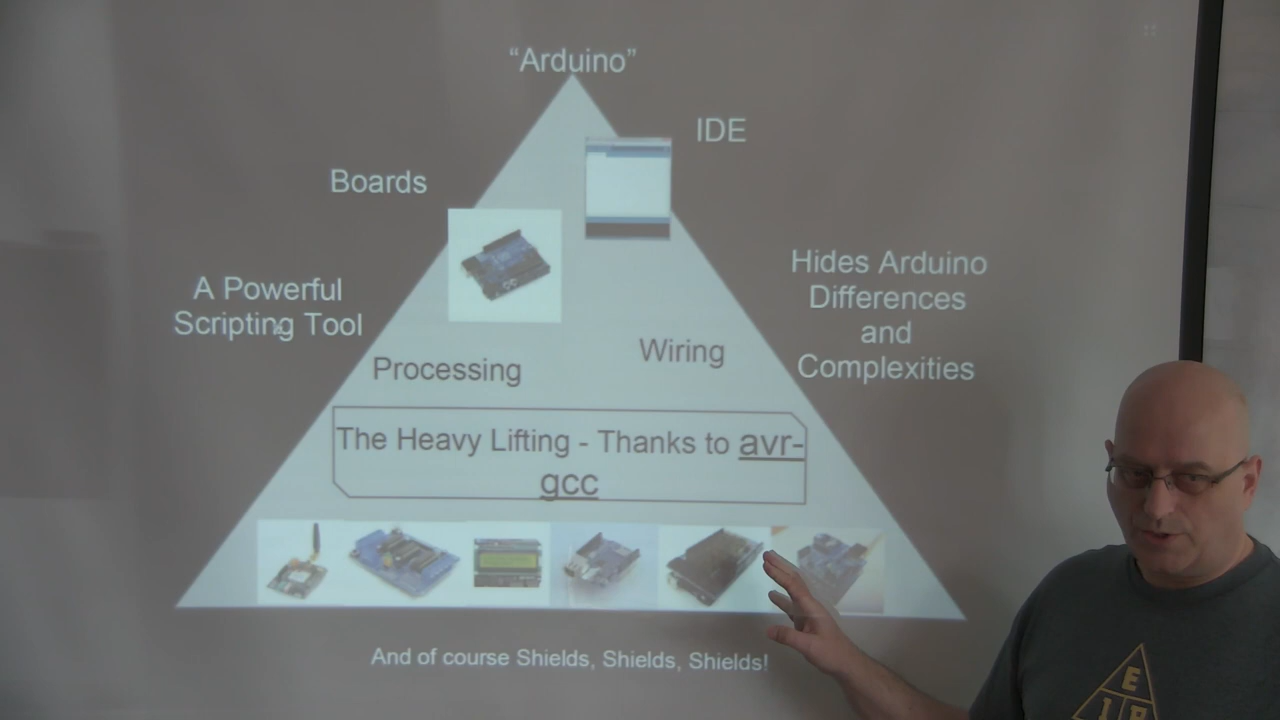 “Arduino”
IDE
Boards
Hides Arduino
Differences
and
Complexities
A Powerful
Scripting Tool
Wiring
Processing
The Heavy Lifting - Thanks to avr-
gcc
And of course Shields, Shields, Shields!
E
I R